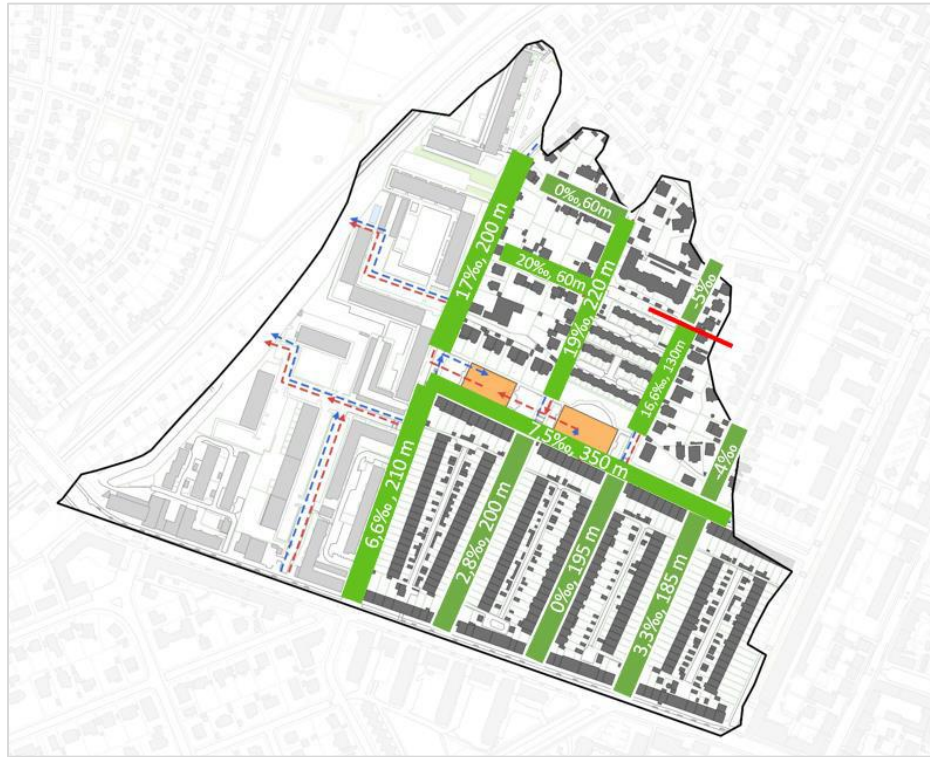 0‰,60m
17‰, 200 m
20‰, 60m
19‰, 220 m
-5‰
16,6‰, 130m
7,5‰, 350 m
-4‰
6,6‰, 210 m
2,8‰, 200 m
0‰, 195 m
3,3‰, 185 m